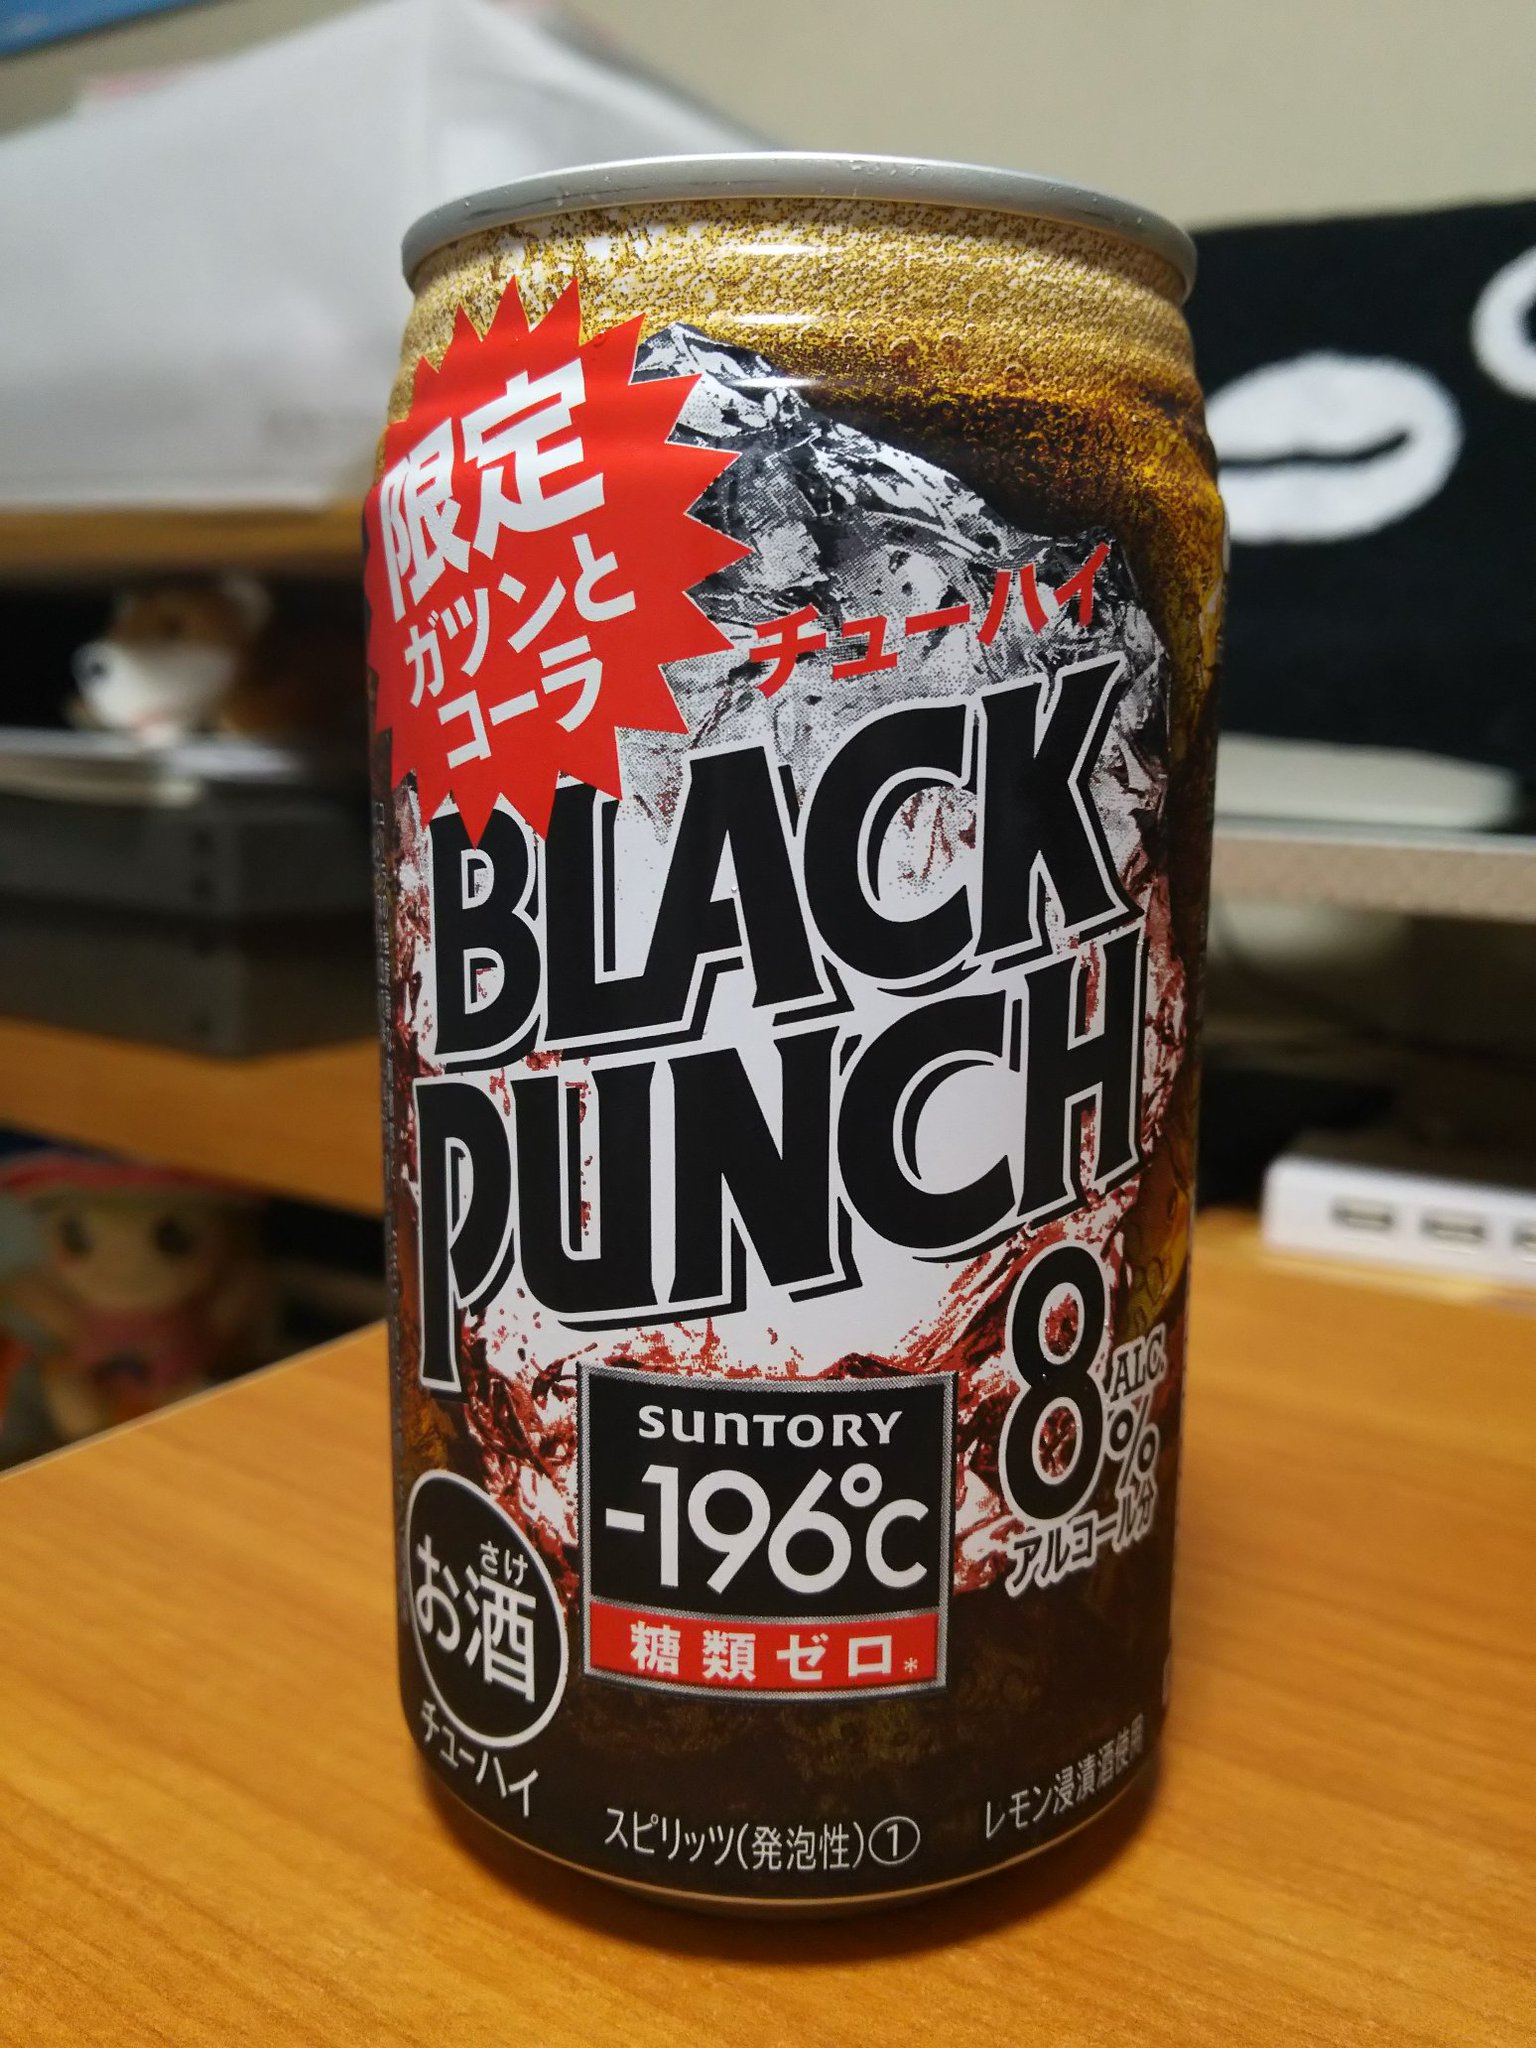 限定
ガツンと
コーラ
チューハイ
BLACK
PUNCH
8
ALC.
%
アルコール分
SUNTORY
-196℃
糖類ゼロ*
さけ
お酒
チューハイ
スピリッツ(発泡性)①
レモン浸漬酒使用